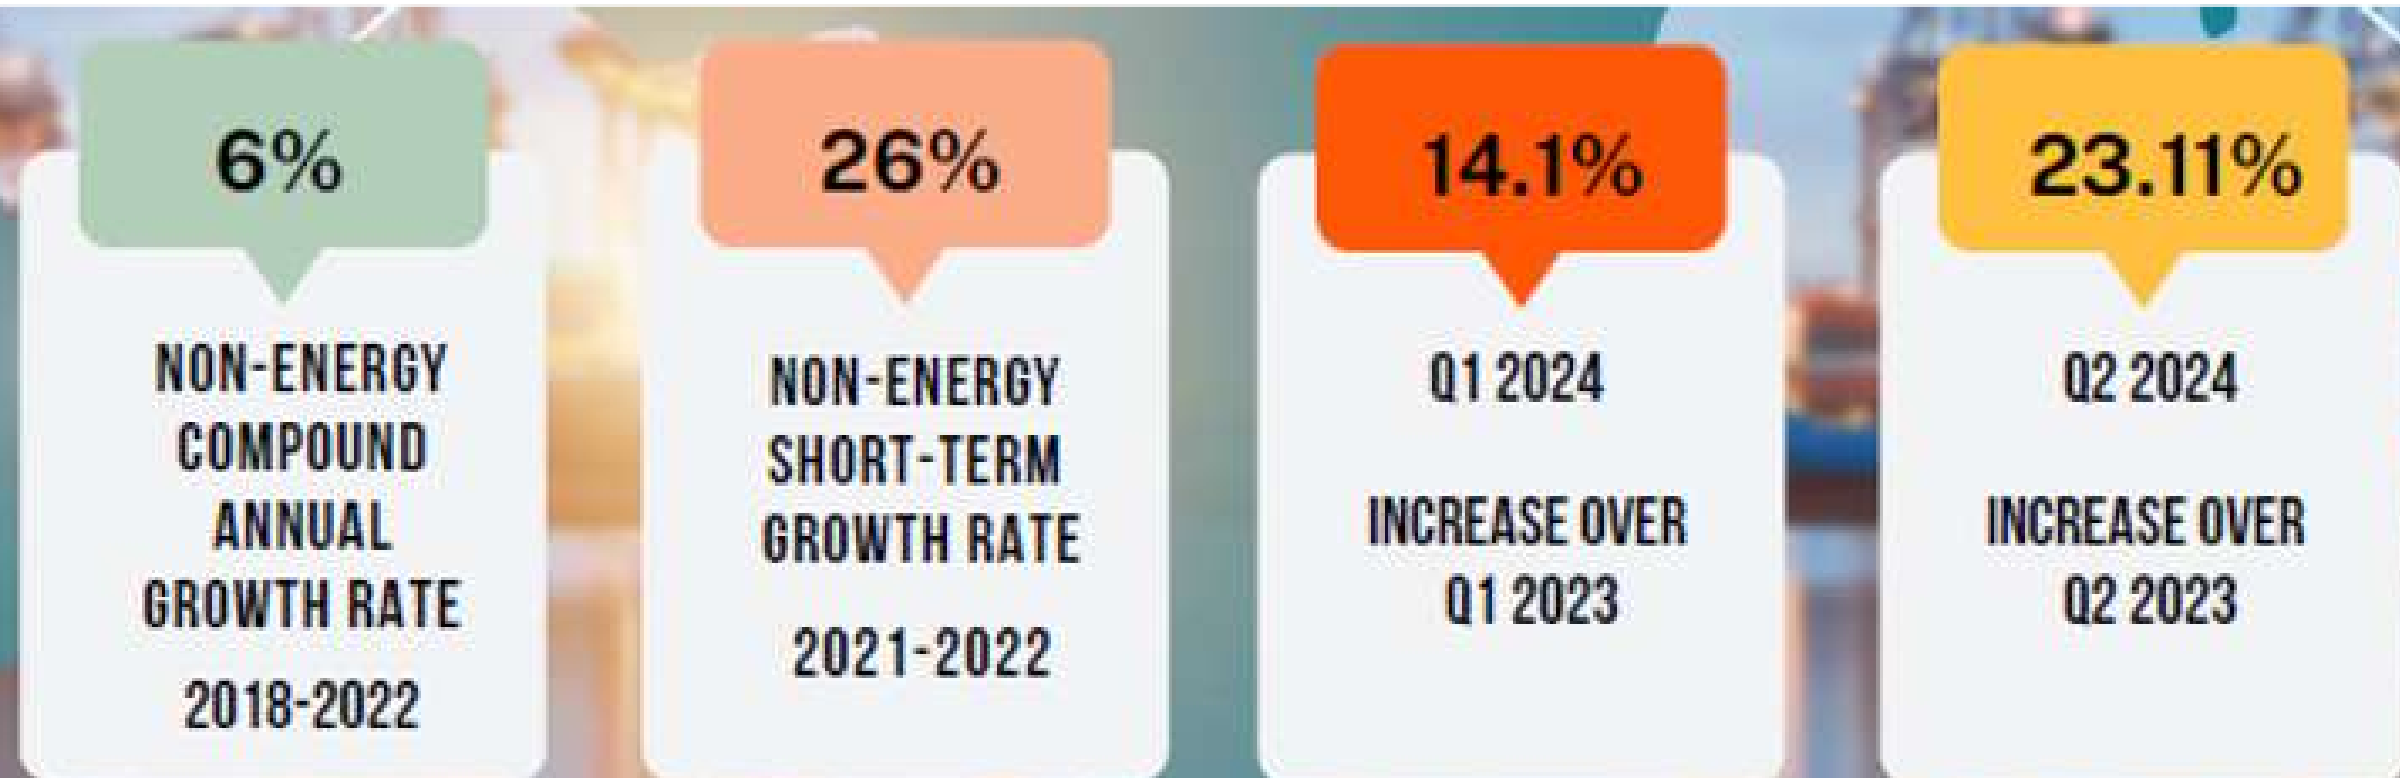 6%
NON-ENERGY
COMPOUND
ANNUAL
GROWTH RATE
2018-2022
26%
NON-ENERGY
SHORT-TERM
GROWTH RATE
2021-2022
14.1%
Q1 2024
INCREASE OVER
Q1 2023
23.11%
Q2 2024
INCREASE OVER
Q2 2023